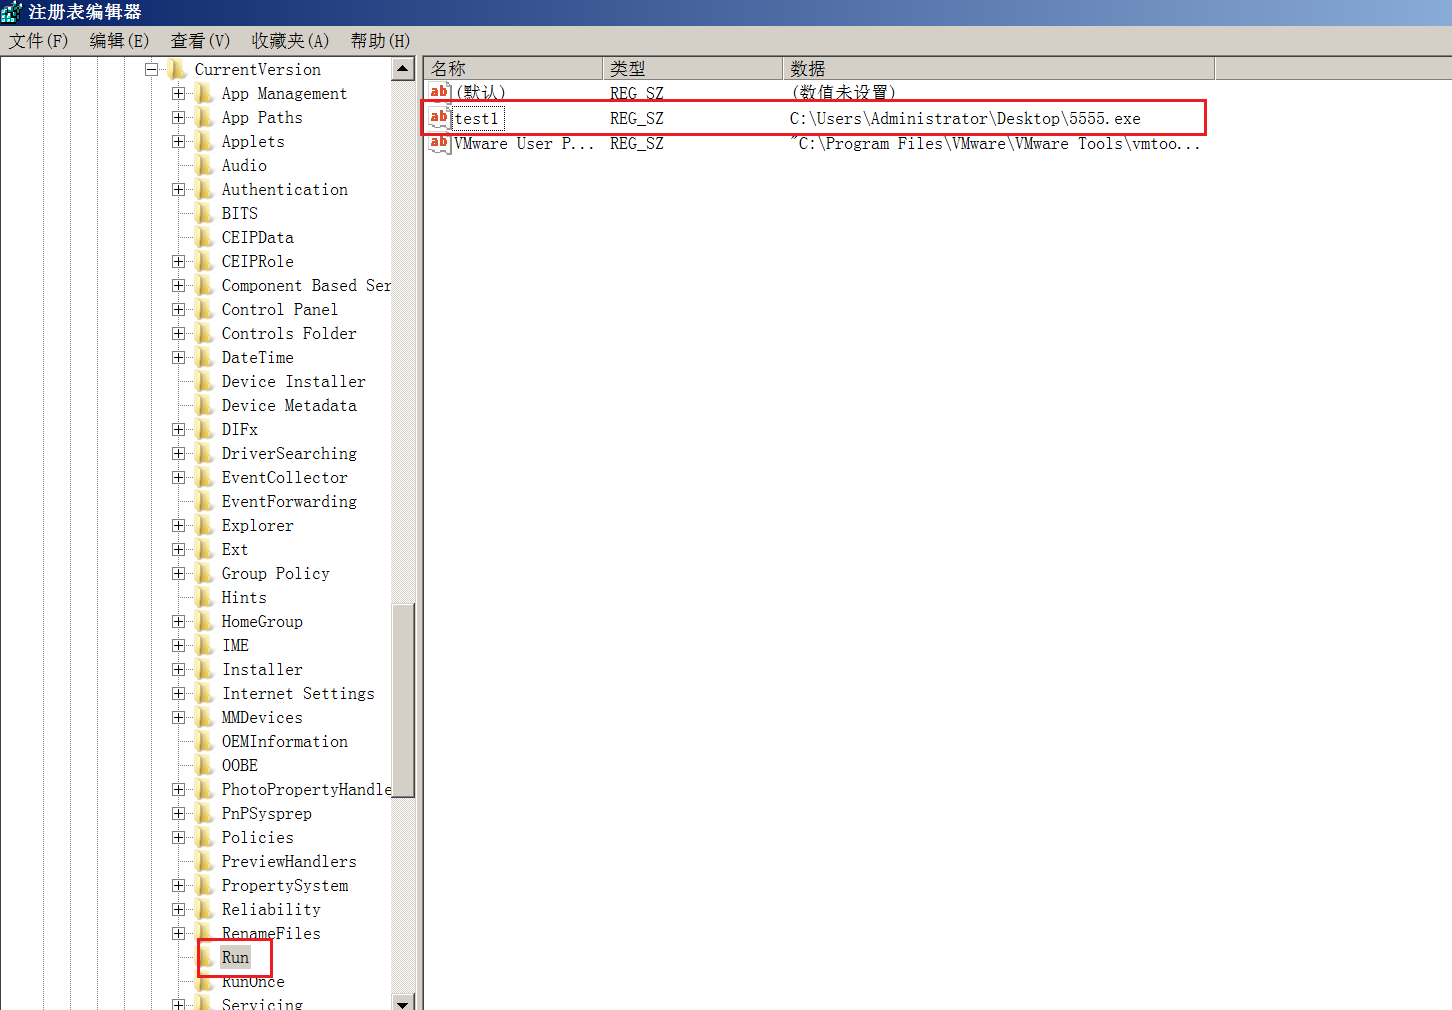 注册表编辑器
文件(F) 编辑(E) 查看(V) 收藏夹(A) 帮助(H)
CurrentVersion
App Management
App Paths
Applets
Audio
Authentication
BITS
CEIPData
CEIPRole
Component Based Ser
Control Panel
Controls Folder
DateTime
Device Installer
Device Metadata
DIFx
DriverSearching
EventCollector
EventForwarding
Explorer
Ext
Group Policy
Hints
HomeGroup
IME
Installer
Internet Settings
MMDevices
OEMInformation
OOBE
PhotoPropertyHandle
PnPSysprep
Policies
PreviewHandlers
PropertySystem
Reliability
RenameFiles
Run
RunOnce
Servicing
名称 类型 数据
(默认) REG_SZ (数值未设置)
test1 REG_SZ C:\Users\Administrator\Desktop\5555.exe
VMware User P... REG_SZ "C:\Program Files\VMware\VMware Tools\vmtoo...